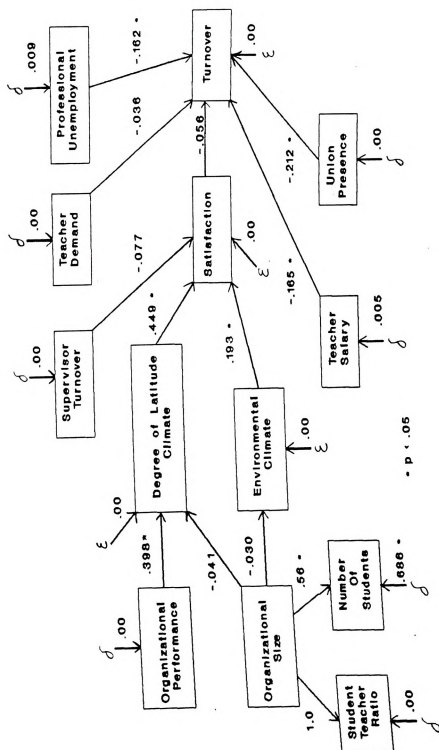 δ .00
Organizational
Performance
.398*
ε .00
Degree of Latitude
Climate
-.041
Organizational
Size
-.030
Environmental
Climate
.00
ε
1.0
.56 *
Student
Teacher
Ratio
.00
δ
Number
Of
Students
.686 *
δ
δ .00
Supervisor
Turnover
-.077
.449 *
.193 *
Satisfaction
.00
ε
δ .00
Teacher
Demand
-.036
δ .009
Professional
Unemployment
-.162 *
-.056
Turnover
.00
ε
-.165 *
Teacher
Salary
.005
δ
-.212 *
Union
Presence
.00
δ
* p < .05